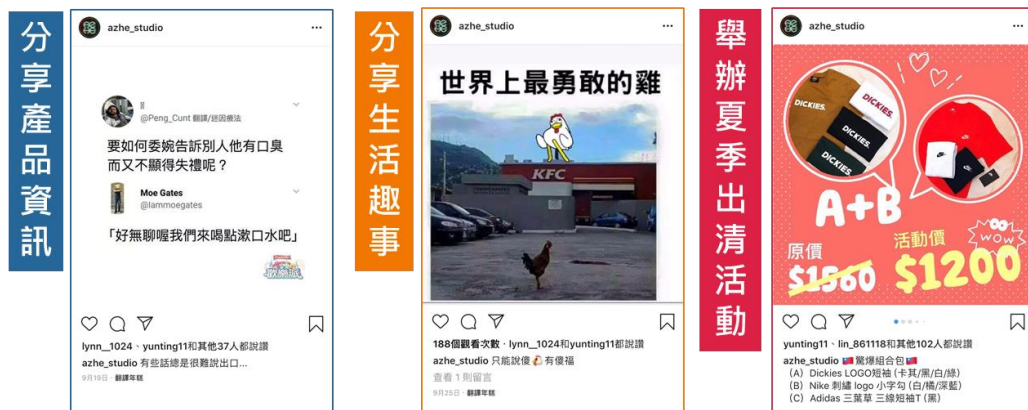 分享產品資訊
azhe_studio
@Peng_Cunt 翻譯/迷因療法
要如何委婉告訴別人他有口臭
而又不顯得失禮呢？
Moe Gates
@lammoegates
「好無聊喔我們來喝點漱口水吧」
歡樂派
lynn__1024、yunting11和其他37人都說讚
azhe_studio 有些話總是很難說出口...
9月19日・翻譯年糕
分享生活趣事
azhe_studio
世界上最勇敢的雞
KFC
188個觀看次數・lynn__1024和yunting11都說讚
azhe_studio 只能說傻🐔有傻福
查看 1 則留言
9月25日・翻譯年糕
舉辦夏季出清活動
azhe_studio
DICKIES.
DICKIES.
DICKIES.
DICKIES.
A+B
原價
$1560
活動價
$1200
WOW
yunting11、lin_861118和其他102人都說讚
azhe_studio 🇹🇼驚爆組合包🇹🇼
(A) Dickies LOGO短袖 (卡其/黑/白/綠)
(B) Nike 刺繡 logo 小字勾 (白/橘/深藍)
(C) Adidas 三葉草 三線短袖T (黑)